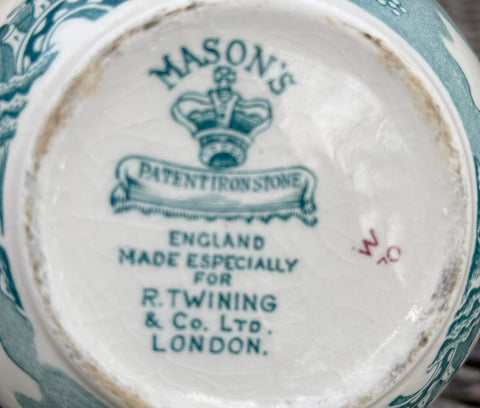 MASON'S
PATENT IRONSTONE
ENGLAND
MADE ESPECIALLY
FOR
R. TWINING
& Co. LTD.
LONDON.
W